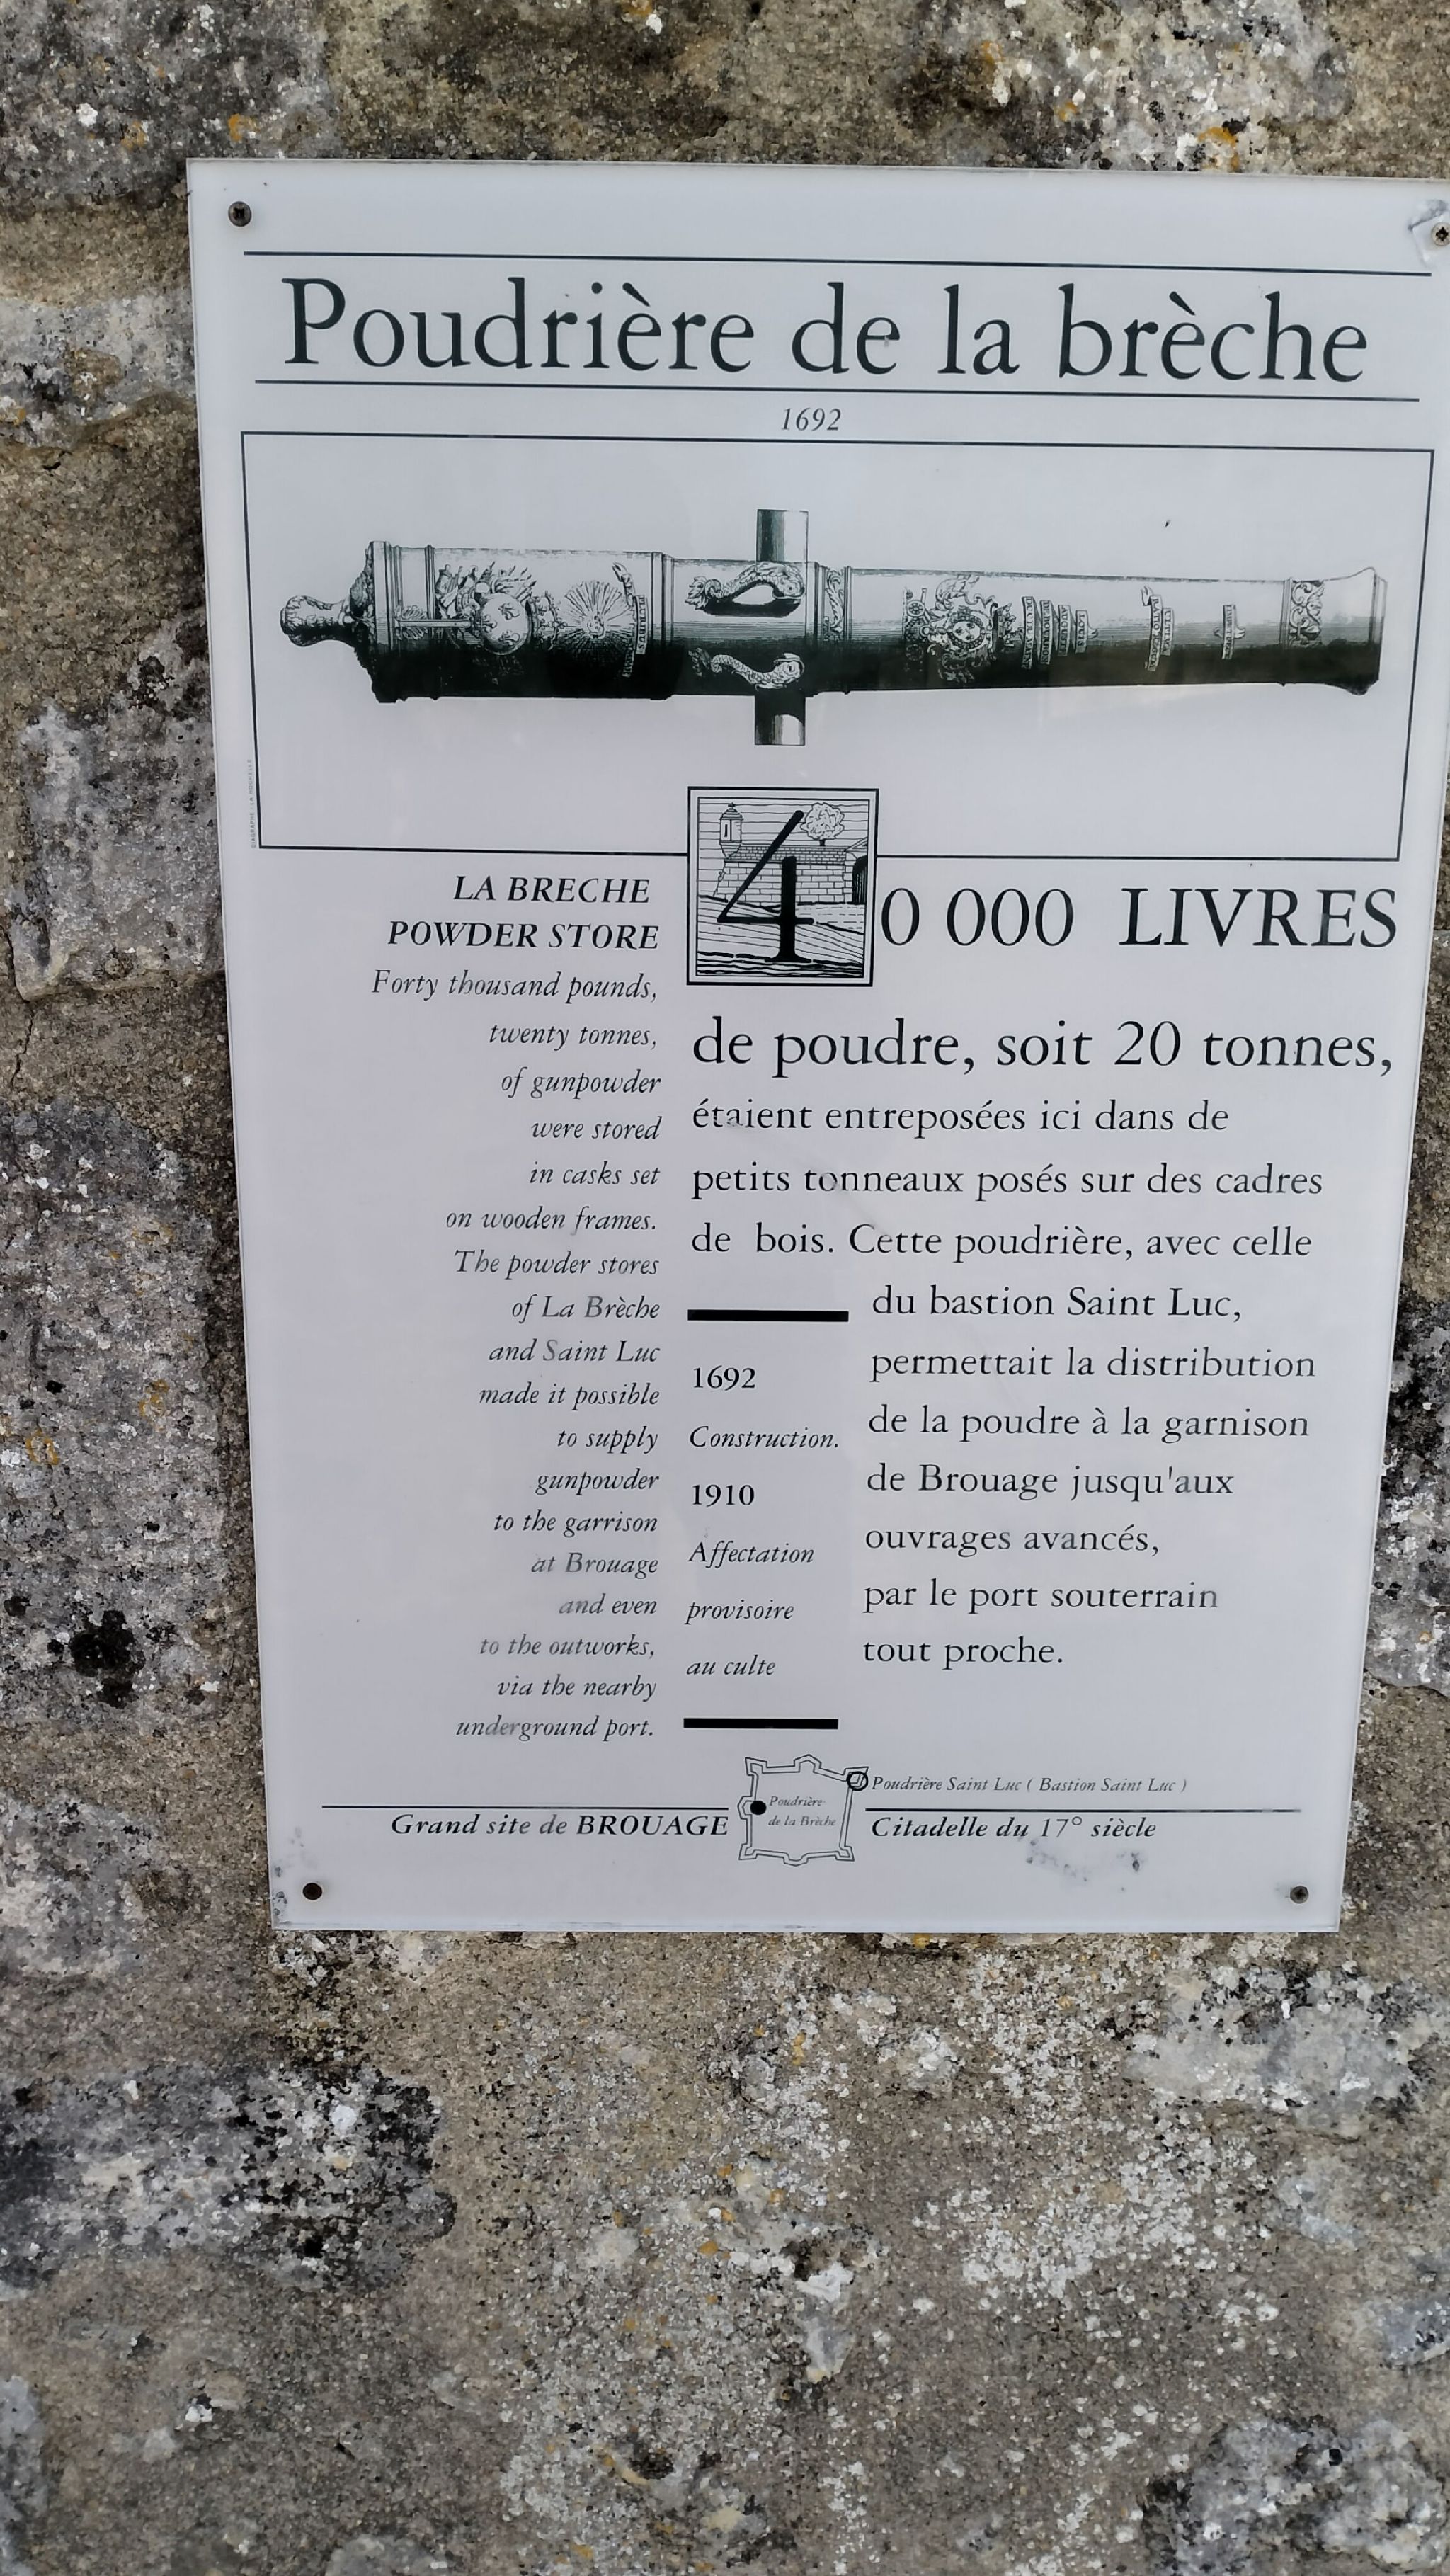 Poudrière de la brèche
1692
LA BRECHE
POWDER STORE
Forty thousand pounds,
twenty tonnes,
of gunpowder
were stored
in casks set
on wooden frames.
The powder stores
of La Brèche
and Saint Luc
made it possible
to supply
gunpowder
to the garrison
at Brouage
and even
to the outworks,
via the nearby
underground port.
40 000 LIVRES
de poudre, soit 20 tonnes,
étaient entreposées ici dans de
petits tonneaux posés sur des cadres
de bois. Cette poudrière, avec celle
du bastion Saint Luc,
permettait la distribution
de la poudre à la garnison
de Brouage jusqu'aux
ouvrages avancés,
par le port souterrain
tout proche.
1692
Construction.
1910
Affectation
provisoire
au culte
Poudrière Saint Luc ( Bastion Saint Luc )
Poudrière
de la Brèche
Grand site de BROUAGE
Citadelle du 17° siècle